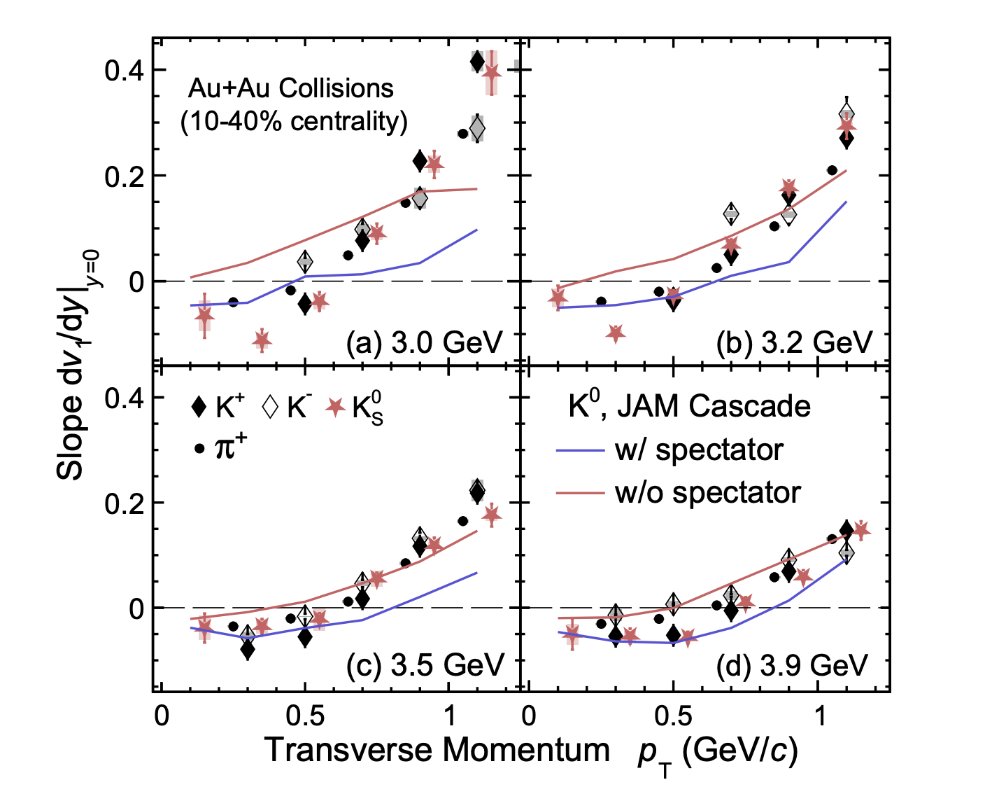 Slope dv₁/dy|y=0
0.4
0.2
0
Au+Au Collisions
(10-40% centrality)
(a) 3.0 GeV
(b) 3.2 GeV
0.4
0.2
0
K⁺ K⁻ K⁰S
π⁺
(c) 3.5 GeV
K⁰, JAM Cascade
w/ spectator
w/o spectator
(d) 3.9 GeV
0 0.5 1 0 0.5 1
Transverse Momentum pT (GeV/c)